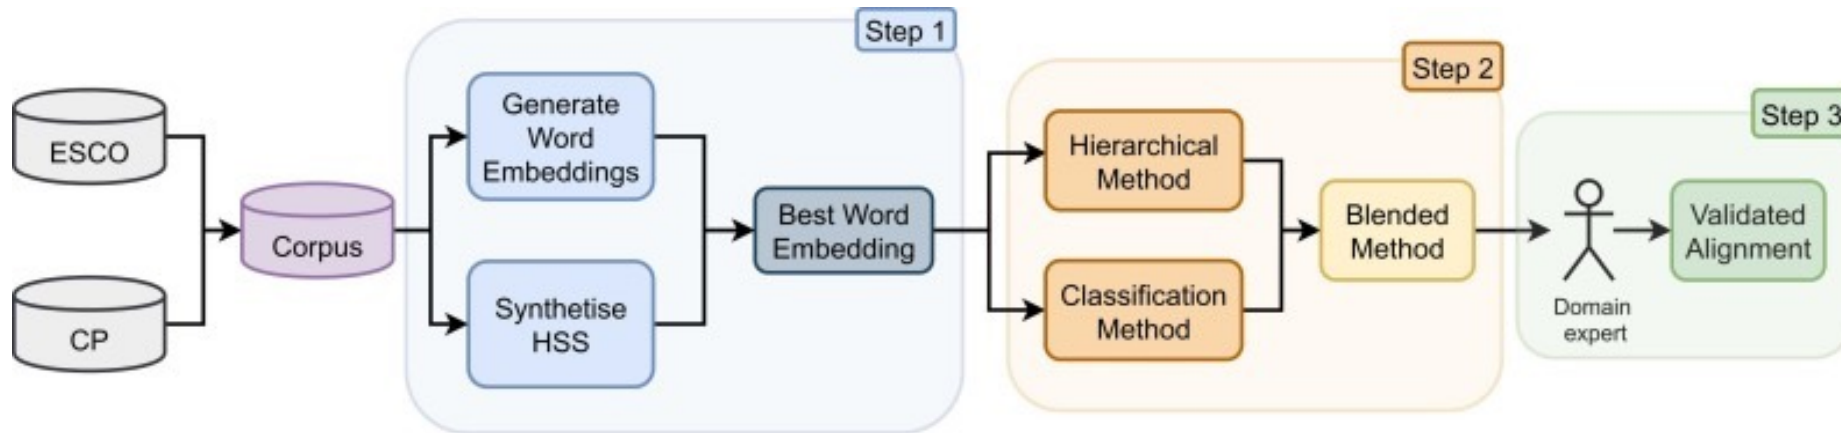 Step 1
Step 2
Step 3
ESCO
CP
Corpus
Generate
Word
Embeddings
Synthetise
HSS
Best Word
Embedding
Hierarchical
Method
Classification
Method
Blended
Method
Domain
expert
Validated
Alignment